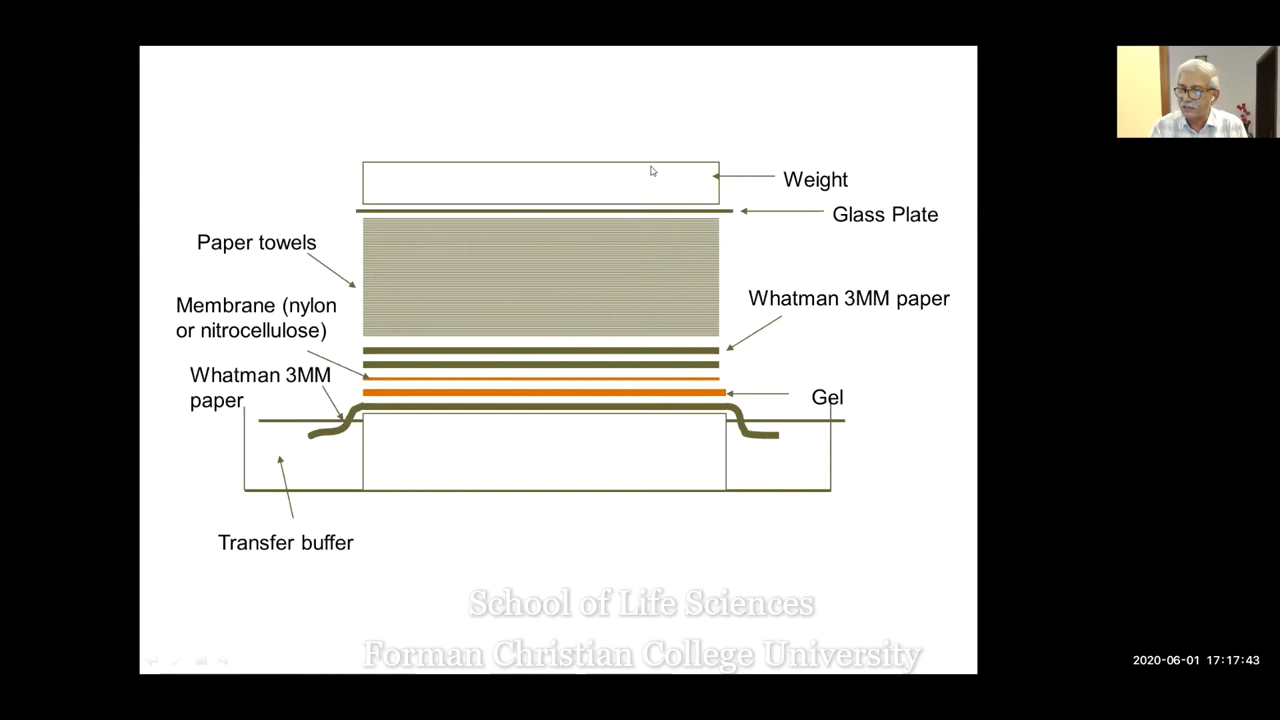 Weight
Glass Plate
Paper towels
Whatman 3MM paper
Membrane (nylon
or nitrocellulose)
Whatman 3MM
paper
Gel
Transfer buffer
School of Life Sciences
Forman Christian College University
2020-06-01 17:17:43